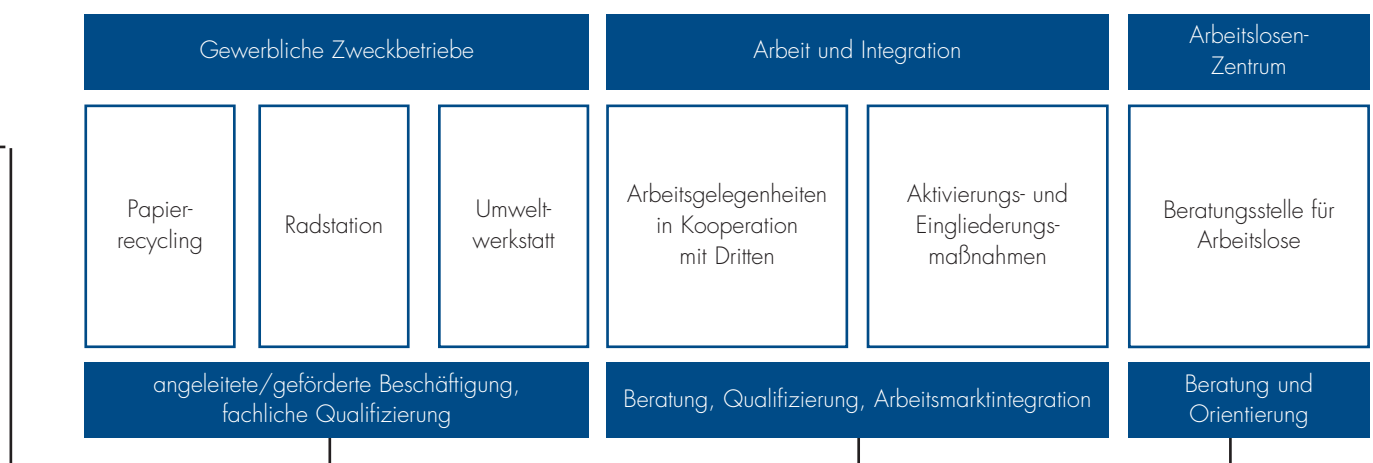 Gewerbliche Zweckbetriebe
Arbeit und Integration
Arbeitslosen-
Zentrum
Papier-
recycling
Radstation
Umwelt-
werkstatt
Arbeitsgelegenheiten
in Kooperation
mit Dritten
Aktivierungs- und
Eingliederungs-
maßnahmen
Beratungsstelle für
Arbeitslose
angeleitete/geförderte Beschäftigung,
fachliche Qualifizierung
Beratung, Qualifizierung, Arbeitsmarktintegration
Beratung und
Orientierung